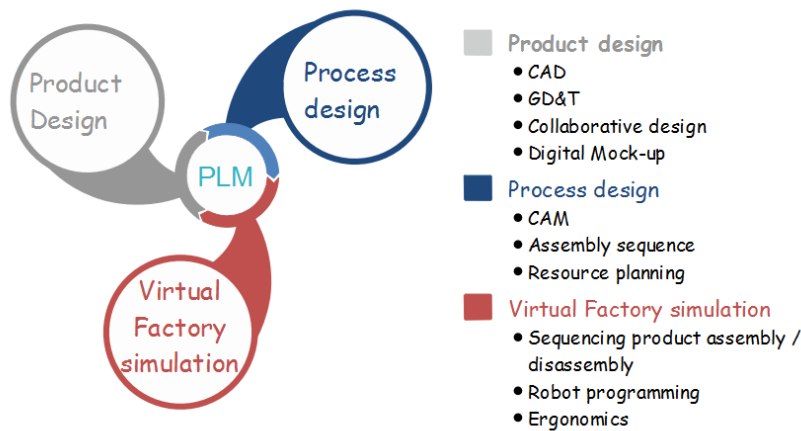 Product
Design
Process
design
PLM
Virtual
Factory
simulation
Product design
• CAD
• GD&T
• Collaborative design
• Digital Mock-up
Process design
• CAM
• Assembly sequence
• Resource planning
Virtual Factory simulation
• Sequencing product assembly /
disassembly
• Robot programming
• Ergonomics